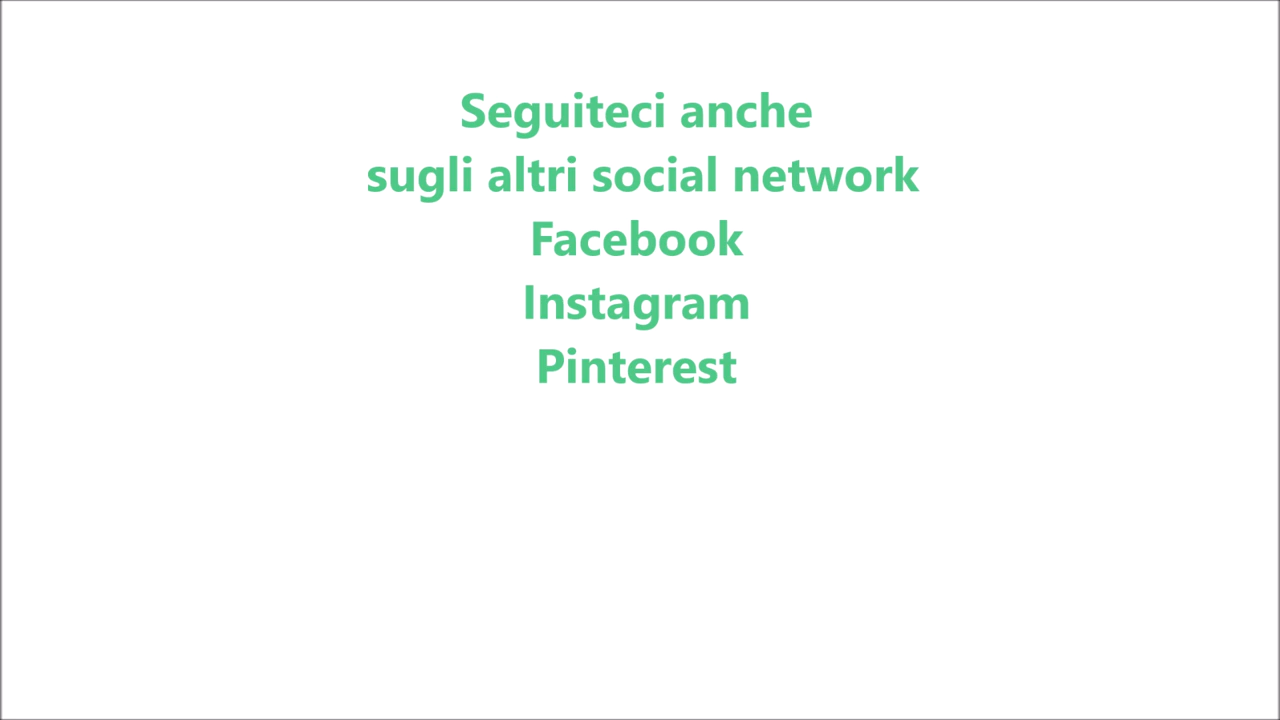 Seguiteci anche
sugli altri social network
Facebook
Instagram
Pinterest